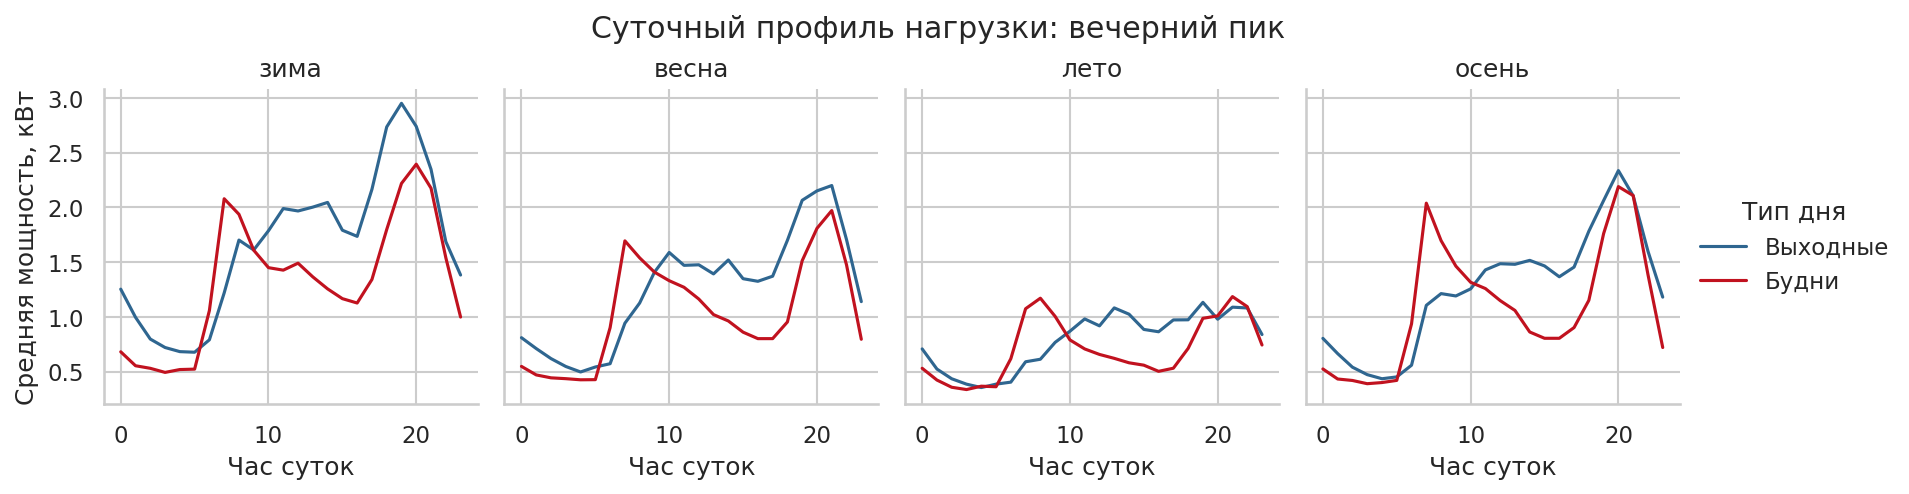 Суточный профиль нагрузки: вечерний пик
зима
весна
лето
осень
Средняя мощность, кВт
3.0
2.5
2.0
1.5
1.0
0.5
0 10 20
0 10 20
0 10 20
0 10 20
Час суток
Час суток
Час суток
Час суток
Тип дня
Выходные
Будни